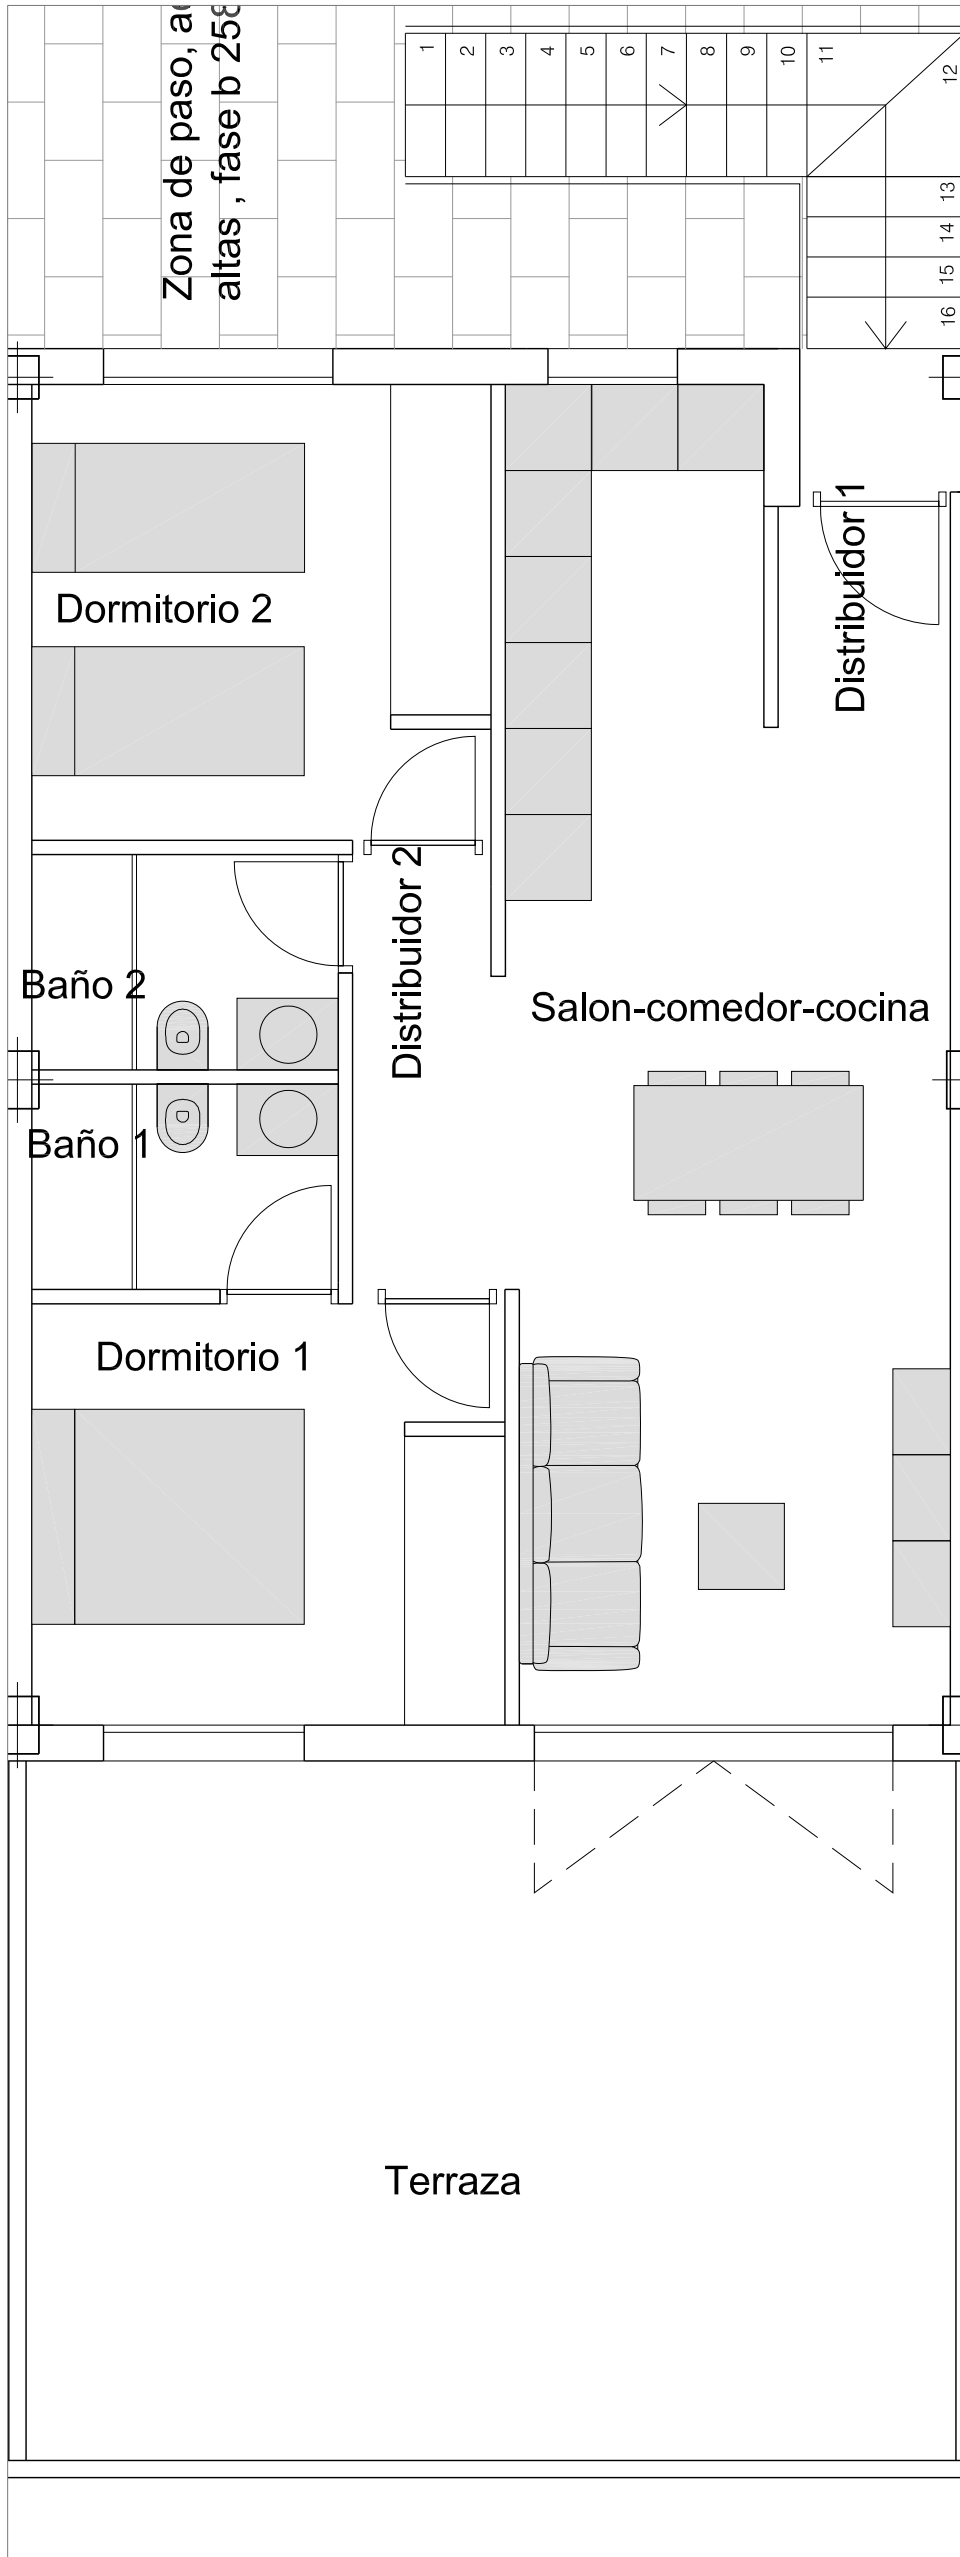 Zona de paso,
altas , fase b 258
1
2
3
4
5
6
7
8
9
10
11
12
13
14
15
16
Distribuidor 1
Dormitorio 2
Distribuidor 2
Baño 2
Salon-comedor-cocina
Baño 1
Dormitorio 1
Terraza